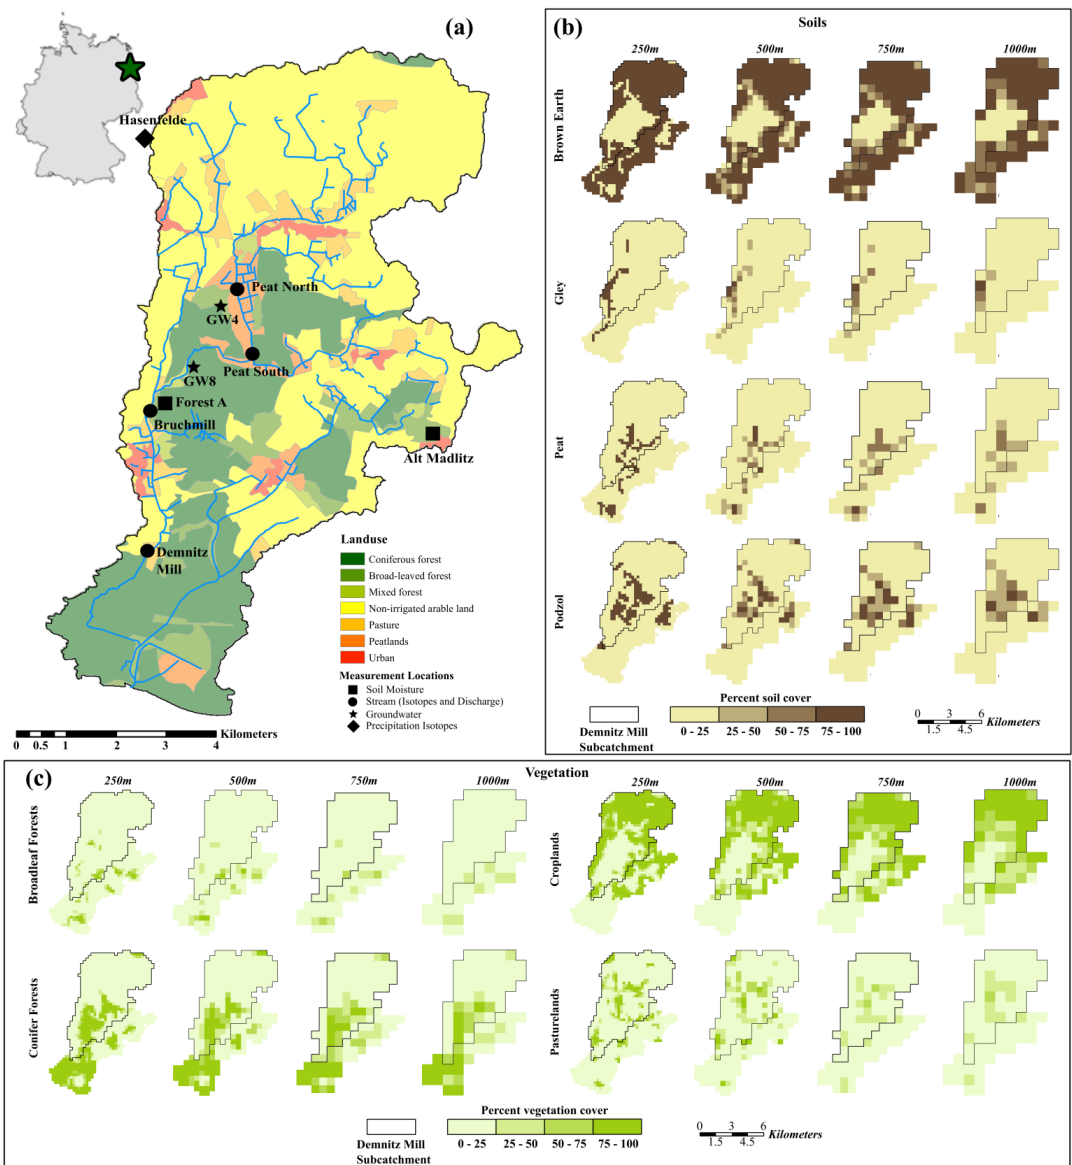 (a)
Hasenfelde
Peat North
GW4
Peat South
GW8
Forest A
Bruchmill
Alt Madlitz
Demnitz
Mill
Landuse
Coniferous forest
Broad-leaved forest
Mixed forest
Non-irrigated arable land
Pasture
Peatlands
Urban
Measurement Locations
Soil Moisture
Stream (Isotopes and Discharge)
Groundwater
Precipitation Isotopes
Kilometers
0 0.5 1 2 3 4
(b)
Soils
250m 500m 750m 1000m
Brown Earth
Gley
Peat
Podzol
Percent soil cover
Demnitz Mill
Subcatchment
0 - 25 25 - 50 50 - 75 75 - 100
0 3 6
Kilometers
1.5 4.5
(c)
Vegetation
250m 500m 750m 1000m 250m 500m 750m 1000m
Broadleaf Forests
Croplands
Conifer Forests
Pasturelands
Percent vegetation cover
Demnitz Mill
Subcatchment
0 - 25 25 - 50 50 - 75 75 - 100
0 3 6
Kilometers
1.5 4.5